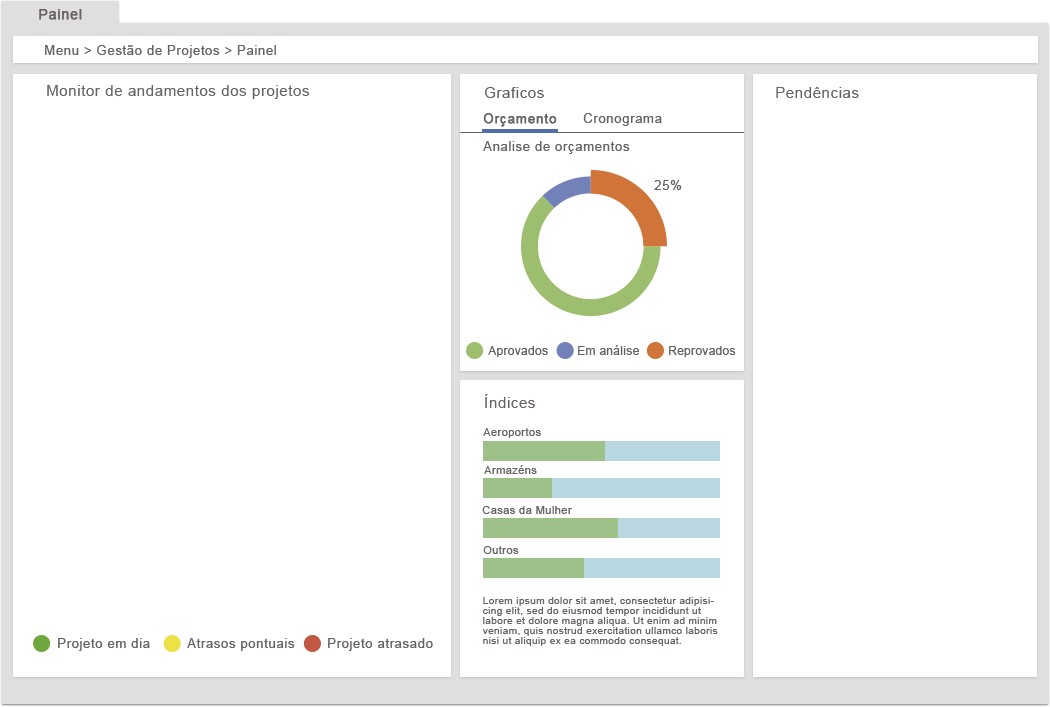 Painel
Menu > Gestão de Projetos > Painel
Monitor de andamentos dos projetos
Projeto em dia
Atrasos pontuais
Projeto atrasado
Graficos
Orçamento
Cronograma
Analise de orçamentos
25%
Aprovados
Em análise
Reprovados
Índices
Aeroportos
Armazéns
Casas da Mulher
Outros
Lorem ipsum dolor sit amet, consectetur adipisi-
cing elit, sed do eiusmod tempor incididunt ut
labore et dolore magna aliqua. Ut enim ad minim
veniam, quis nostrud exercitation ullamco laboris
nisi ut aliquip ex ea commodo consequat.
Pendências